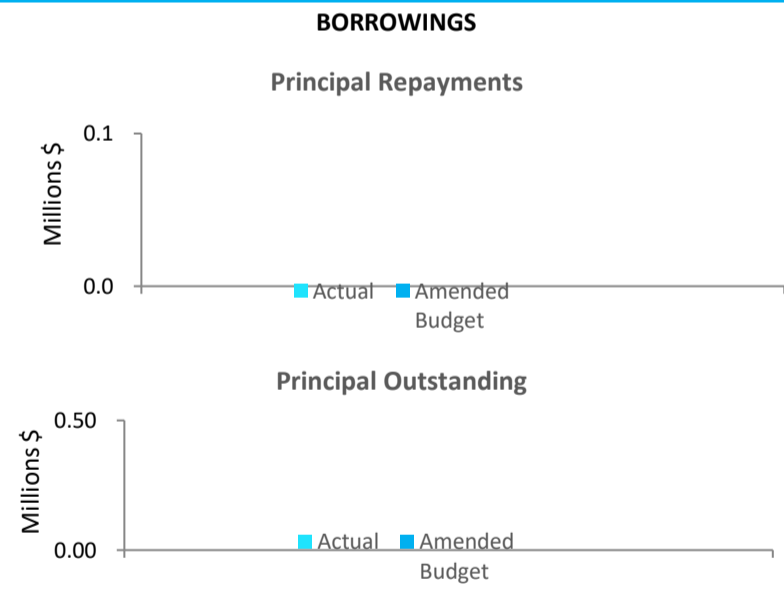 BORROWINGS
Principal Repayments
Millions $
0.1
0.0
Actual Amended
Budget
Principal Outstanding
Millions $
0.50
0.00
Actual Amended
Budget